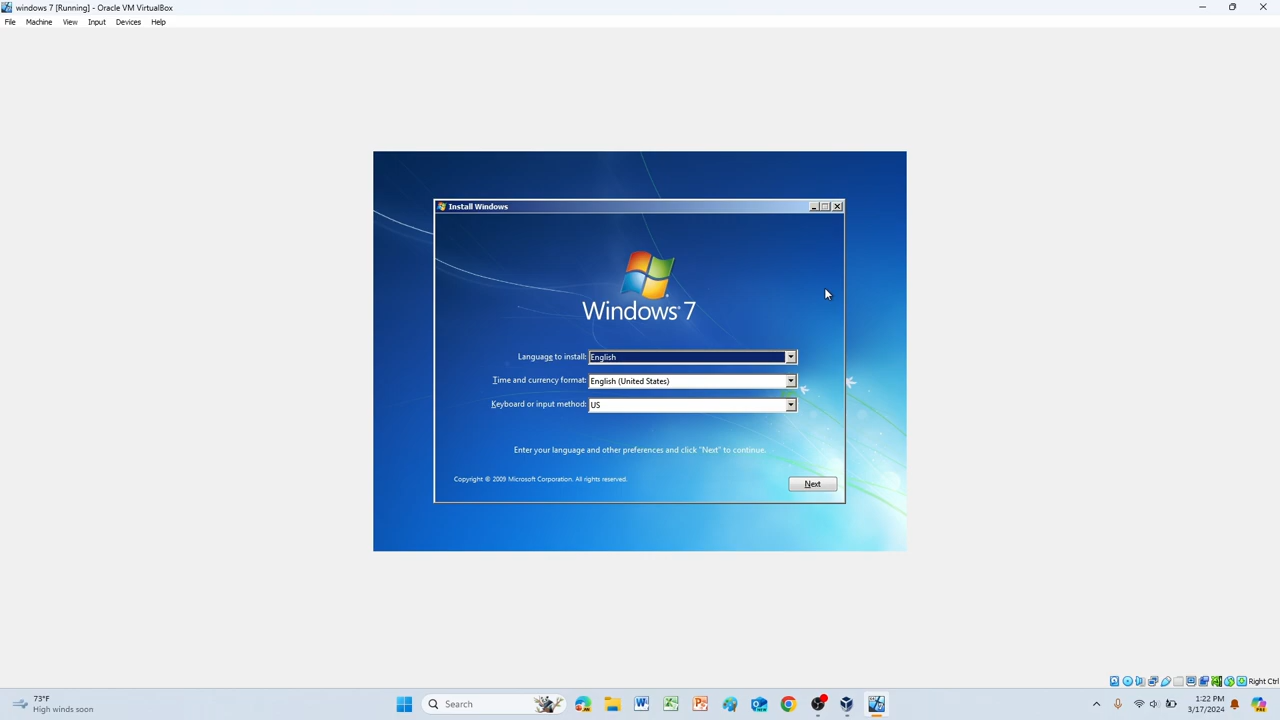 windows 7 [Running] - Oracle VM VirtualBox
File Machine View Input Devices Help
Install Windows
Windows 7
Language to install: English
Time and currency format: English (United States)
Keyboard or input method: US
Enter your language and other preferences and click "Next" to continue.
Copyright © 2009 Microsoft Corporation. All rights reserved.
Next
Right Ctrl
73°F
High winds soon
Search
1:22 PM
3/17/2024